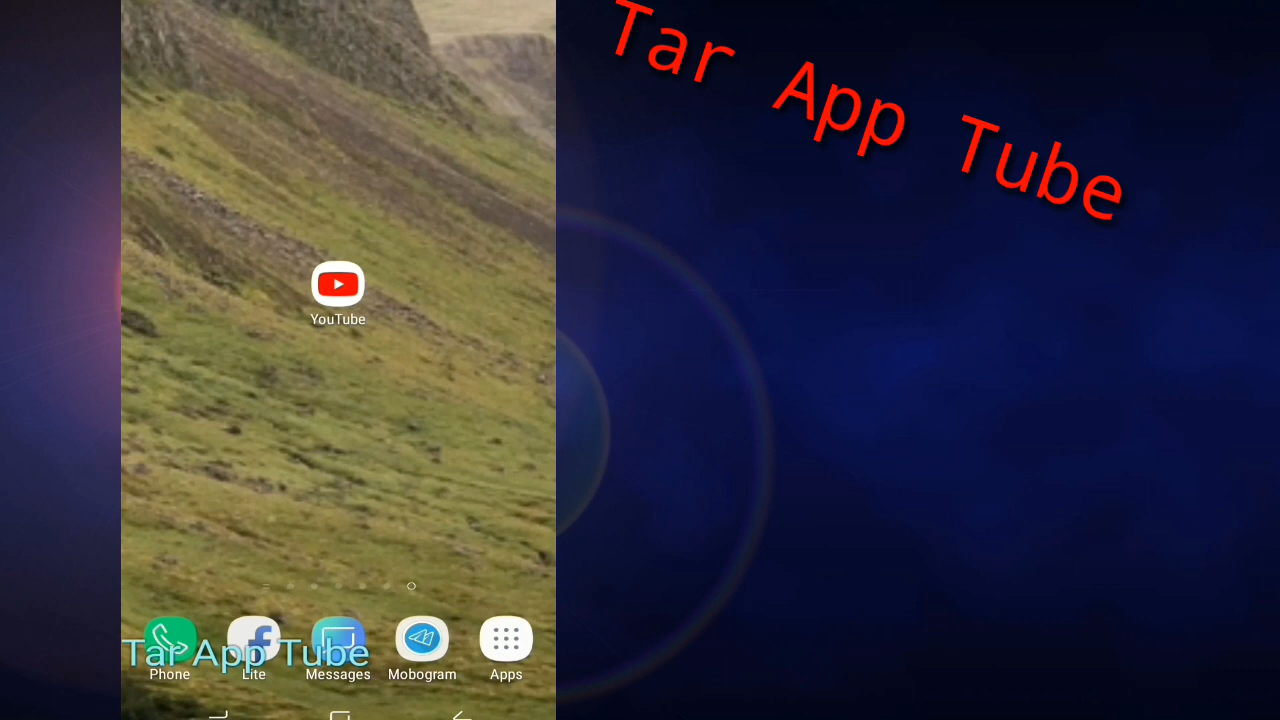 Tar App Tube
YouTube
Tar App Tube
Phone
Lite
Messages
Mobogram
Apps